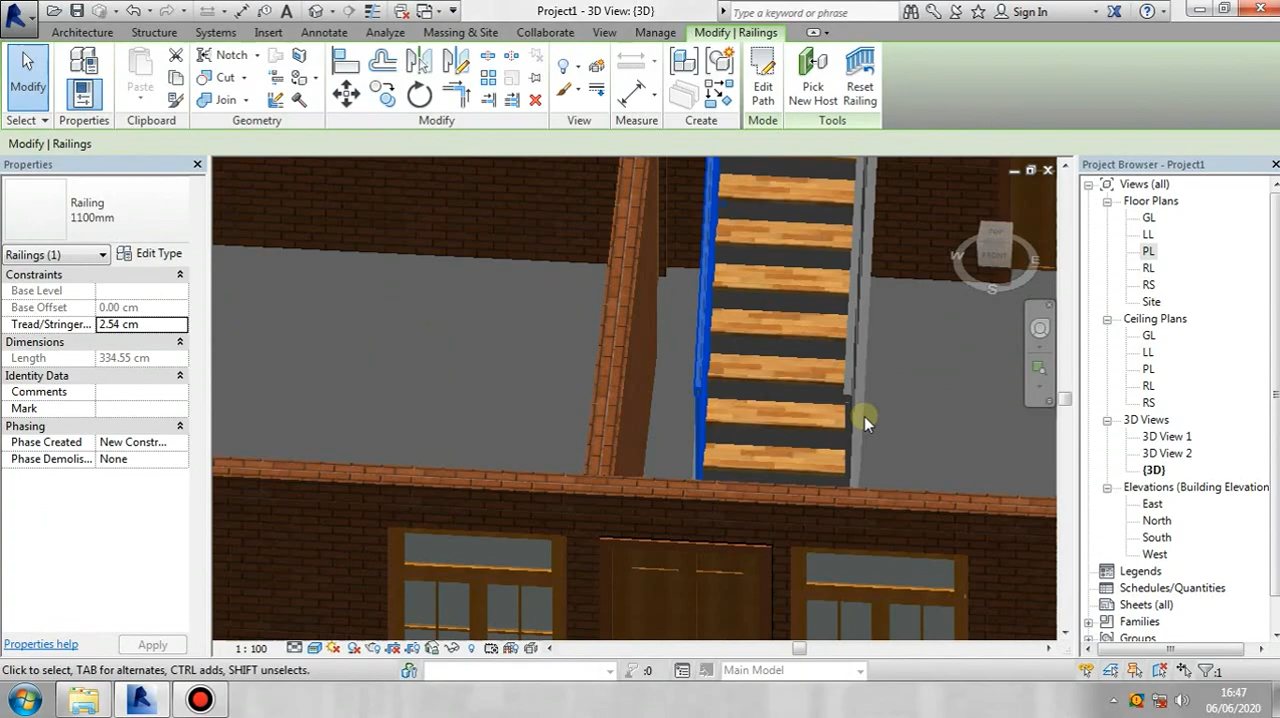 Project1 - 3D View: {3D}
Type a keyword or phrase
Sign In
Architecture
Structure
Systems
Insert
Annotate
Analyze
Massing & Site
Collaborate
View
Manage
Modify | Railings
Modify
Paste
Notch
Cut
Join
Edit
Path
Pick
New Host
Reset
Railing
Select
Properties
Clipboard
Geometry
Modify
View
Measure
Create
Mode
Tools
Modify | Railings
Properties
Railing
1100mm
Railings (1)
Edit Type
Constraints
Base Level
Base Offset 0.00 cm
Tread/Stringer... 2.54 cm
Dimensions
Length 334.55 cm
Identity Data
Comments
Mark
Phasing
Phase Created New Constr...
Phase Demolis... None
Properties help
Apply
TOP
FRONT
W
E
S
Project Browser - Project1
Views (all)
Floor Plans
GL
LL
PL
RL
RS
Site
Ceiling Plans
GL
LL
PL
RL
RS
3D Views
3D View 1
3D View 2
{3D}
Elevations (Building Elevation
East
North
South
West
Legends
Schedules/Quantities
Sheets (all)
Families
Groups
1 : 100
Click to select, TAB for alternates, CTRL adds, SHIFT unselects.
:0
Main Model
:1
16:47
06/06/2020